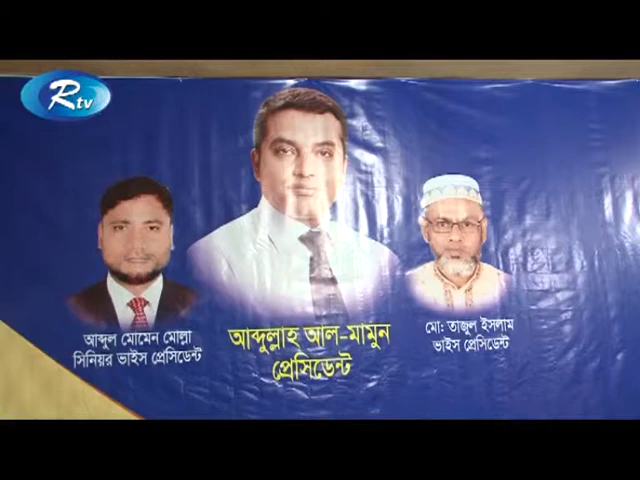 Rtv
আব্দুল মোমেন মোল্লা
সিনিয়র ভাইস প্রেসিডেন্ট
আব্দুল্লাহ আল-মামুন
প্রেসিডেন্ট
মো: তাজুল ইসলাম
ভাইস প্রেসিডেন্ট